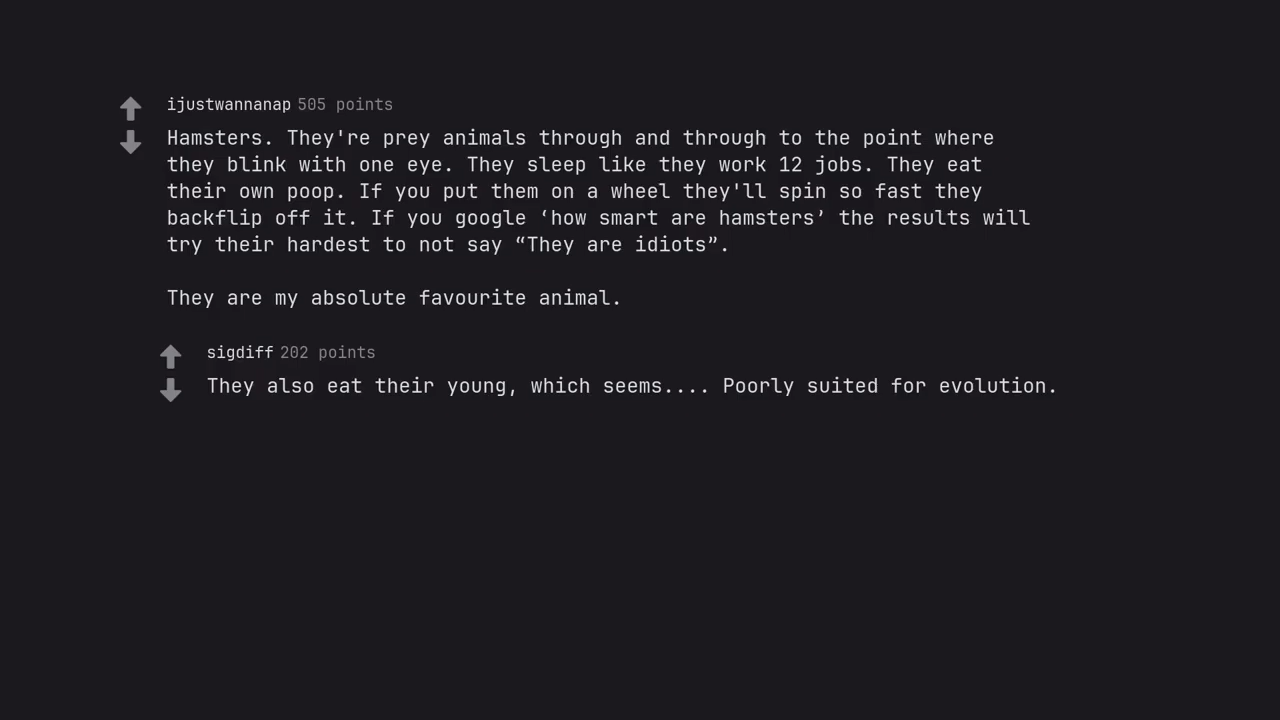 ijustwannanap 505 points
Hamsters. They're prey animals through and through to the point where
they blink with one eye. They sleep like they work 12 jobs. They eat
their own poop. If you put them on a wheel they'll spin so fast they
backflip off it. If you google ‘how smart are hamsters’ the results will
try their hardest to not say “They are idiots”.
They are my absolute favourite animal.
sigdiff 202 points
They also eat their young, which seems.... Poorly suited for evolution.